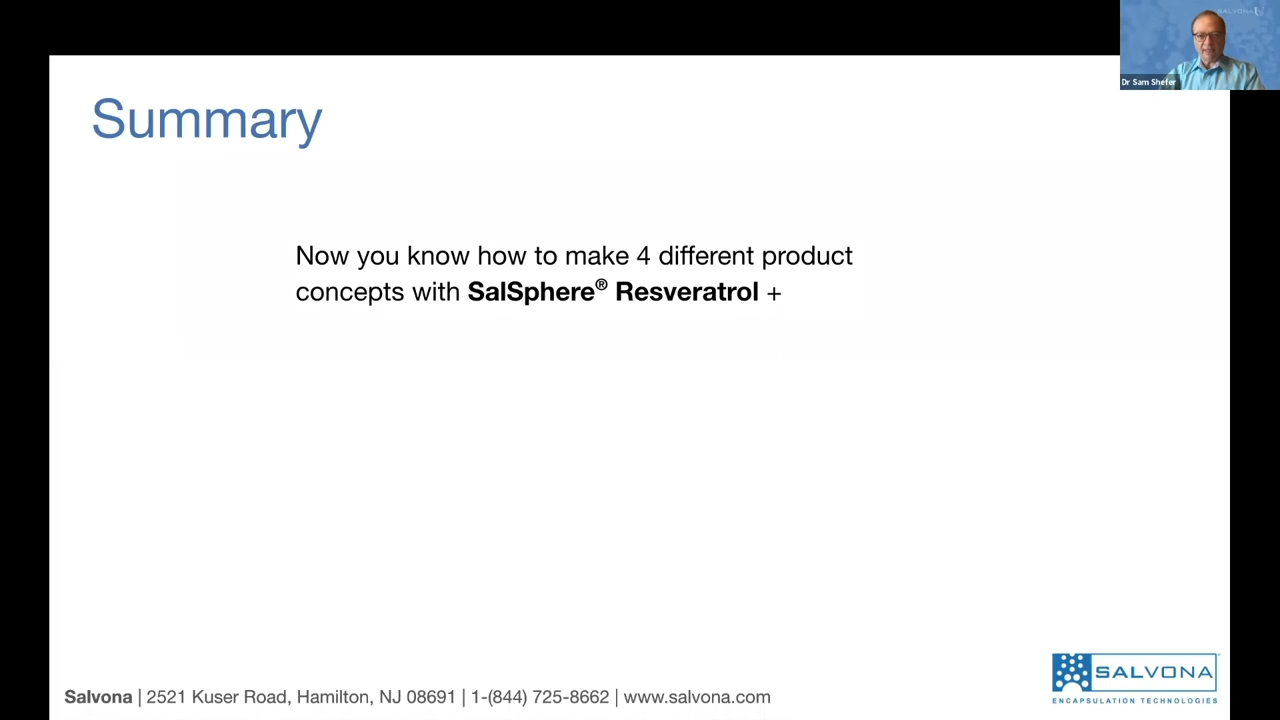 SALVONA U
Dr Sam Shefer
Summary
Now you know how to make 4 different product
concepts with SalSphere® Resveratrol +
Salvona | 2521 Kuser Road, Hamilton, NJ 08691 | 1-(844) 725-8662 | www.salvona.com
SALVONA
ENCAPSULATION TECHNOLOGIES